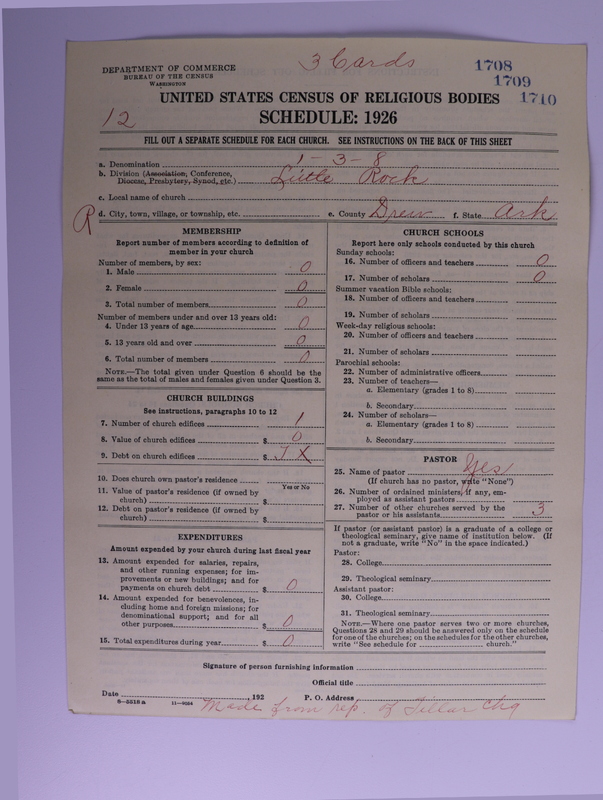 3 Cards
1708
1709
1710
DEPARTMENT OF COMMERCE
BUREAU OF THE CENSUS
WASHINGTON
12
UNITED STATES CENSUS OF RELIGIOUS BODIES
SCHEDULE: 1926
FILL OUT A SEPARATE SCHEDULE FOR EACH CHURCH. SEE INSTRUCTIONS ON THE BACK OF THIS SHEET
a. Denomination 1-3-8
b. Division (Association, Conference,
Diocese, Presbytery, Synod, etc.) Little Rock
c. Local name of church
R
d. City, town, village, or township, etc. e. County Drew f. State Ark
MEMBERSHIP
Report number of members according to definition of
member in your church
Number of members, by sex:
1. Male 0
2. Female 0
3. Total number of members 0
Number of members under and over 13 years old:
4. Under 13 years of age 0
5. 13 years old and over 0
6. Total number of members 0
NOTE.—The total given under Question 6 should be the
same as the total of males and females given under Question 3.
CHURCH BUILDINGS
See instructions, paragraphs 10 to 12
7. Number of church edifices 1
8. Value of church edifices $ 0
9. Debt on church edifices $ J X
10. Does church own pastor's residence
Yes or No
11. Value of pastor's residence (if owned by
church) $
12. Debt on pastor's residence (if owned by
church) $
EXPENDITURES
Amount expended by your church during last fiscal year
13. Amount expended for salaries, repairs,
and other running expenses; for im-
provements or new buildings; and for
payments on church debt $ 0
14. Amount expended for benevolences, in-
cluding home and foreign missions; for
denominational support; and for all
other purposes $ 0
15. Total expenditures during year $ 0
CHURCH SCHOOLS
Report here only schools conducted by this church
Sunday schools:
16. Number of officers and teachers 0
17. Number of scholars 0
Summer vacation Bible schools:
18. Number of officers and teachers
19. Number of scholars
Week-day religious schools:
20. Number of officers and teachers
21. Number of scholars
Parochial schools:
22. Number of administrative officers
23. Number of teachers—
a. Elementary (grades 1 to 8)
b. Secondary
24. Number of scholars—
a. Elementary (grades 1 to 8)
b. Secondary
PASTOR
25. Name of pastor Yes
(If church has no pastor, write "None")
26. Number of ordained ministers, if any, em-
ployed as assistant pastors
27. Number of other churches served by the
pastor or his assistants 3
If pastor (or assistant pastor) is a graduate of a college or
theological seminary, give name of institution below. (If
not a graduate, write "No" in the space indicated.)
Pastor:
28. College
29. Theological seminary
Assistant pastor:
30. College
31. Theological seminary
NOTE.—Where one pastor serves two or more churches,
Questions 28 and 29 should be answered only on the schedule
for one of the churches; on the schedules for the other churches,
write "See schedule for church."
Signature of person furnishing information
Official title
Date , 192 P. O. Address
8—5518a 11—9034
Made from rep. of Tillar Chg